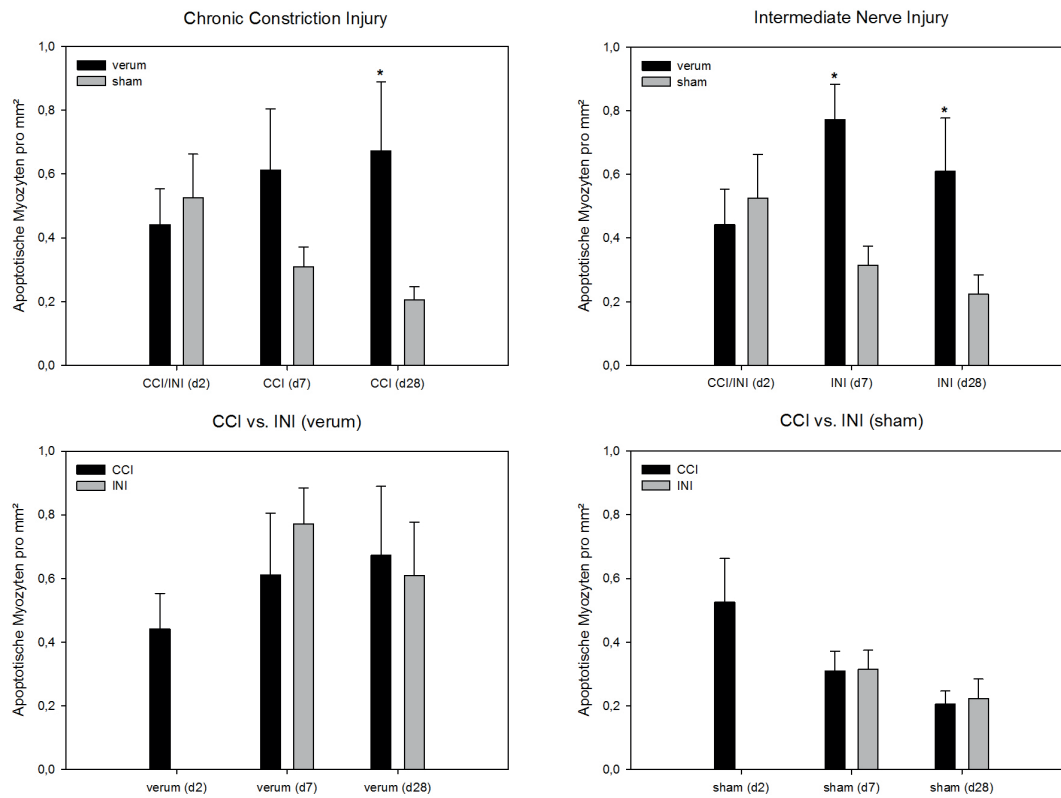 Chronic Constriction Injury
Apoptotische Myozyten pro mm²
1,0
0,8
0,6
0,4
0,2
0,0
verum
sham
*
CCI/INI (d2)
CCI (d7)
CCI (d28)
Intermediate Nerve Injury
Apoptotische Myozyten pro mm²
1,0
0,8
0,6
0,4
0,2
0,0
verum
sham
*
*
CCI/INI (d2)
INI (d7)
INI (d28)
CCI vs. INI (verum)
Apoptotische Myozyten pro mm²
1,0
0,8
0,6
0,4
0,2
0,0
CCI
INI
verum (d2)
verum (d7)
verum (d28)
CCI vs. INI (sham)
Apoptotische Myozyten pro mm²
1,0
0,8
0,6
0,4
0,2
0,0
CCI
INI
sham (d2)
sham (d7)
sham (d28)